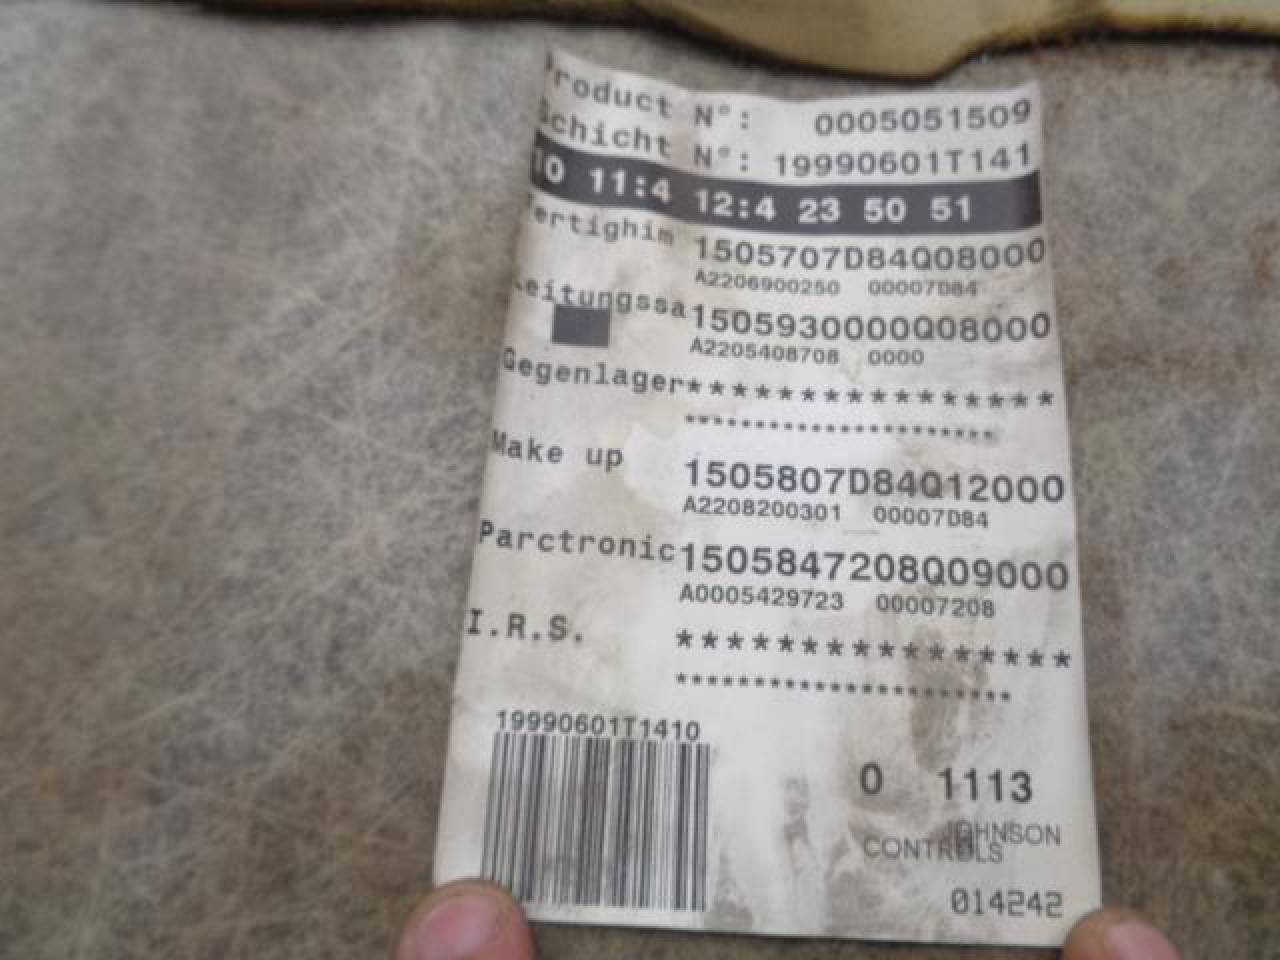 Product N°: 0005051509
Schicht N°: 19990601T141
10 11:4 12:4 23 50 51
ertighim 1505707D84Q08000
A2206900250 00007D84
Leitungssa 1505930000Q08000
A2205408708 0000
Gegenlager****************
************************
Make up 1505807D84Q12000
A2208200301 00007D84
Parctronic 1505847208Q09000
A0005429723 00007208
I.R.S. ****************
************************
19990601T1410
0 1113
JOHNSON
CONTROLS
014242